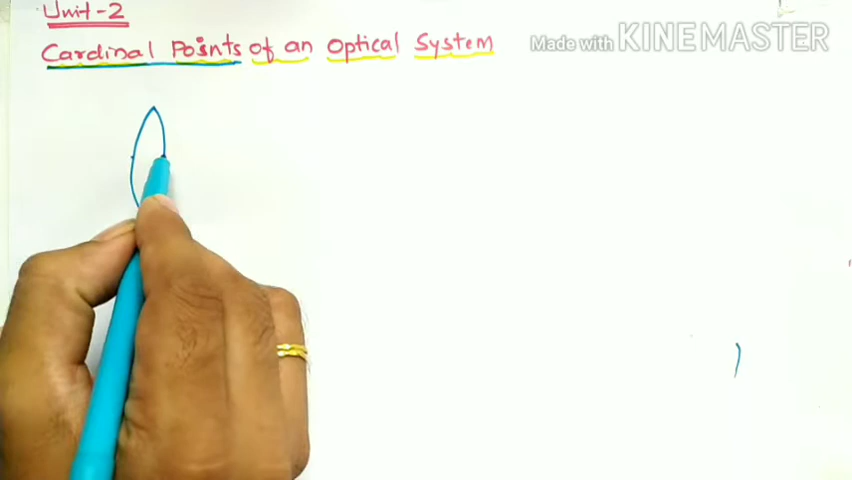 Unit-2
Cardinal Points of an Optical System
Made with KINEMASTER